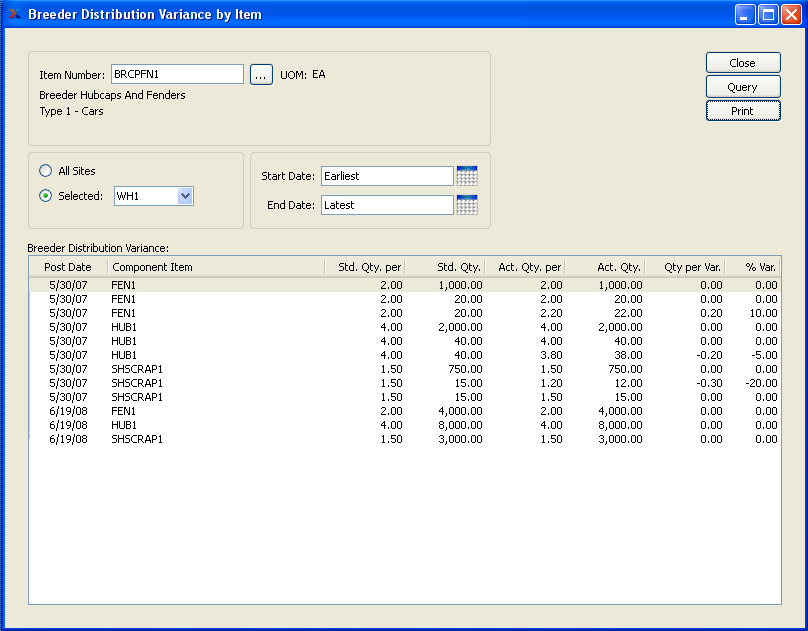 Breeder Distribution Variance by Item
Item Number: BRCPFN1 ... UOM: EA
Breeder Hubcaps And Fenders
Type 1 - Cars
Close
Query
Print
All Sites
Selected: WH1
Start Date: Earliest
End Date: Latest
Breeder Distribution Variance:
Post Date Component Item Std. Qty. per Std. Qty. Act. Qty. per Act. Qty. Qty per Var. % Var.
5/30/07 FEN1 2.00 1,000.00 2.00 1,000.00 0.00 0.00
5/30/07 FEN1 2.00 20.00 2.00 20.00 0.00 0.00
5/30/07 FEN1 2.00 20.00 2.20 22.00 0.20 10.00
5/30/07 HUB1 4.00 2,000.00 4.00 2,000.00 0.00 0.00
5/30/07 HUB1 4.00 40.00 4.00 40.00 0.00 0.00
5/30/07 HUB1 4.00 40.00 3.80 38.00 -0.20 -5.00
5/30/07 SHSCRAP1 1.50 750.00 1.50 750.00 0.00 0.00
5/30/07 SHSCRAP1 1.50 15.00 1.20 12.00 -0.30 -20.00
5/30/07 SHSCRAP1 1.50 15.00 1.50 15.00 0.00 0.00
6/19/08 FEN1 2.00 4,000.00 2.00 4,000.00 0.00 0.00
6/19/08 HUB1 4.00 8,000.00 4.00 8,000.00 0.00 0.00
6/19/08 SHSCRAP1 1.50 3,000.00 1.50 3,000.00 0.00 0.00